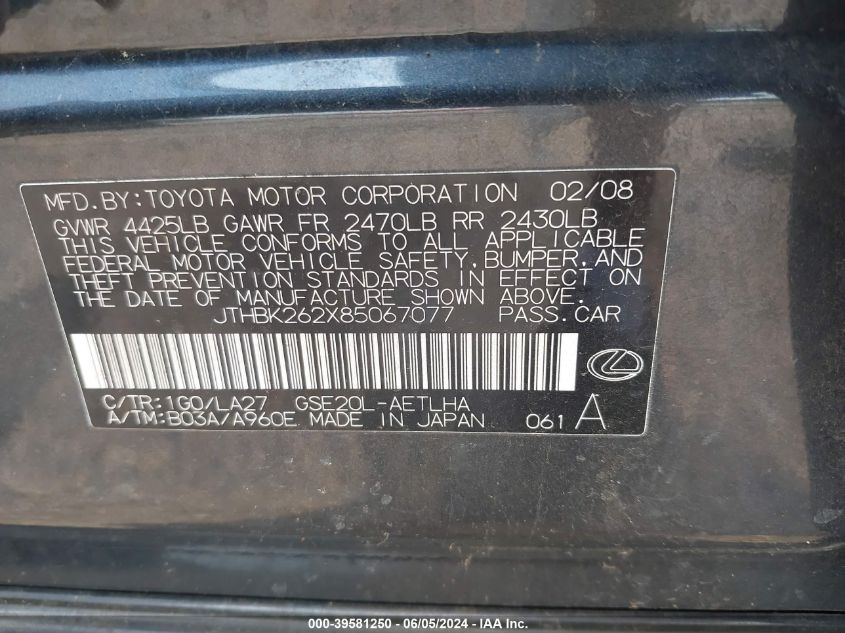 MFD.BY:TOYOTA MOTOR CORPORATION 02/08
GVWR 4425LB GAWR FR 2470LB RR 2430LB
THIS VEHICLE CONFORMS TO ALL APPLICABLE
FEDERAL MOTOR VEHICLE SAFETY,BUMPER,AND
THEFT PREVENTION STANDARDS IN EFFECT ON
THE DATE OF MANUFACTURE SHOWN ABOVE.
JTHBK262X85067077 PASS.CAR
C/TR:1G0/LA27 GSE20L-AETLHA
A/TM:B03A/A960E MADE IN JAPAN 061 A
000-39581250 - 06/05/2024 - IAA Inc.